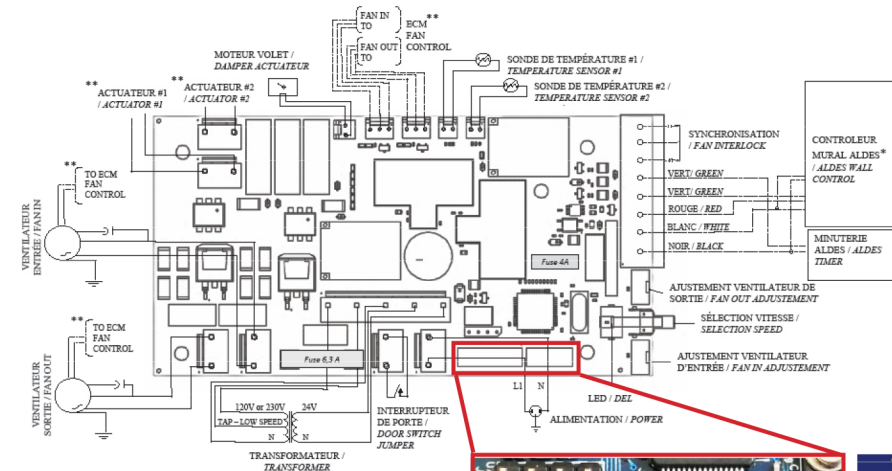 FAN IN
TO
FAN OUT
TO
**
ECM
FAN
CONTROL
MOTEUR VOLET /
DAMPER ACTUATEUR
SONDE DE TEMPÉRATURE #1 /
TEMPERATURE SENSOR #1
SONDE DE TEMPÉRATURE #2 /
TEMPERATURE SENSOR #2
**
ACTUATEUR #1
/ ACTUATOR #1
**
ACTUATEUR #2
/ ACTUATOR #2
**
TO ECM
FAN
CONTROL
VENTILATEUR
ENTRÉE / FAN IN
SYNCHRONISATION
/ FAN INTERLOCK
VERT/ GREEN
VERT/ GREEN
ROUGE / RED
BLANC / WHITE
NOIR / BLACK
CONTROLEUR
MURAL ALDES*
/ ALDES WALL
CONTROL
MINUTERIE
ALDES / ALDES
TIMER
Fuse 4A
AJUSTEMENT VENTILATEUR DE
SORTIE / FAN OUT ADJUSTEMENT
SÉLECTION VITESSE /
SELECTION SPEED
AJUSTEMENT VENTILATEUR
D'ENTRÉE / FAN IN ADJUSTEMENT
LED / DEL
**
TO ECM
FAN
CONTROL
VENTILATEUR
SORTIE / FAN OUT
Fuse 6,3 A
120V or 230V
24V
TAP – LOW SPEED
N
N
TRANSFORMATEUR /
TRANSFORMER
INTERRUPTEUR
DE PORTE /
DOOR SWITCH
JUMPER
L1
N
ALIMENTATION / POWER